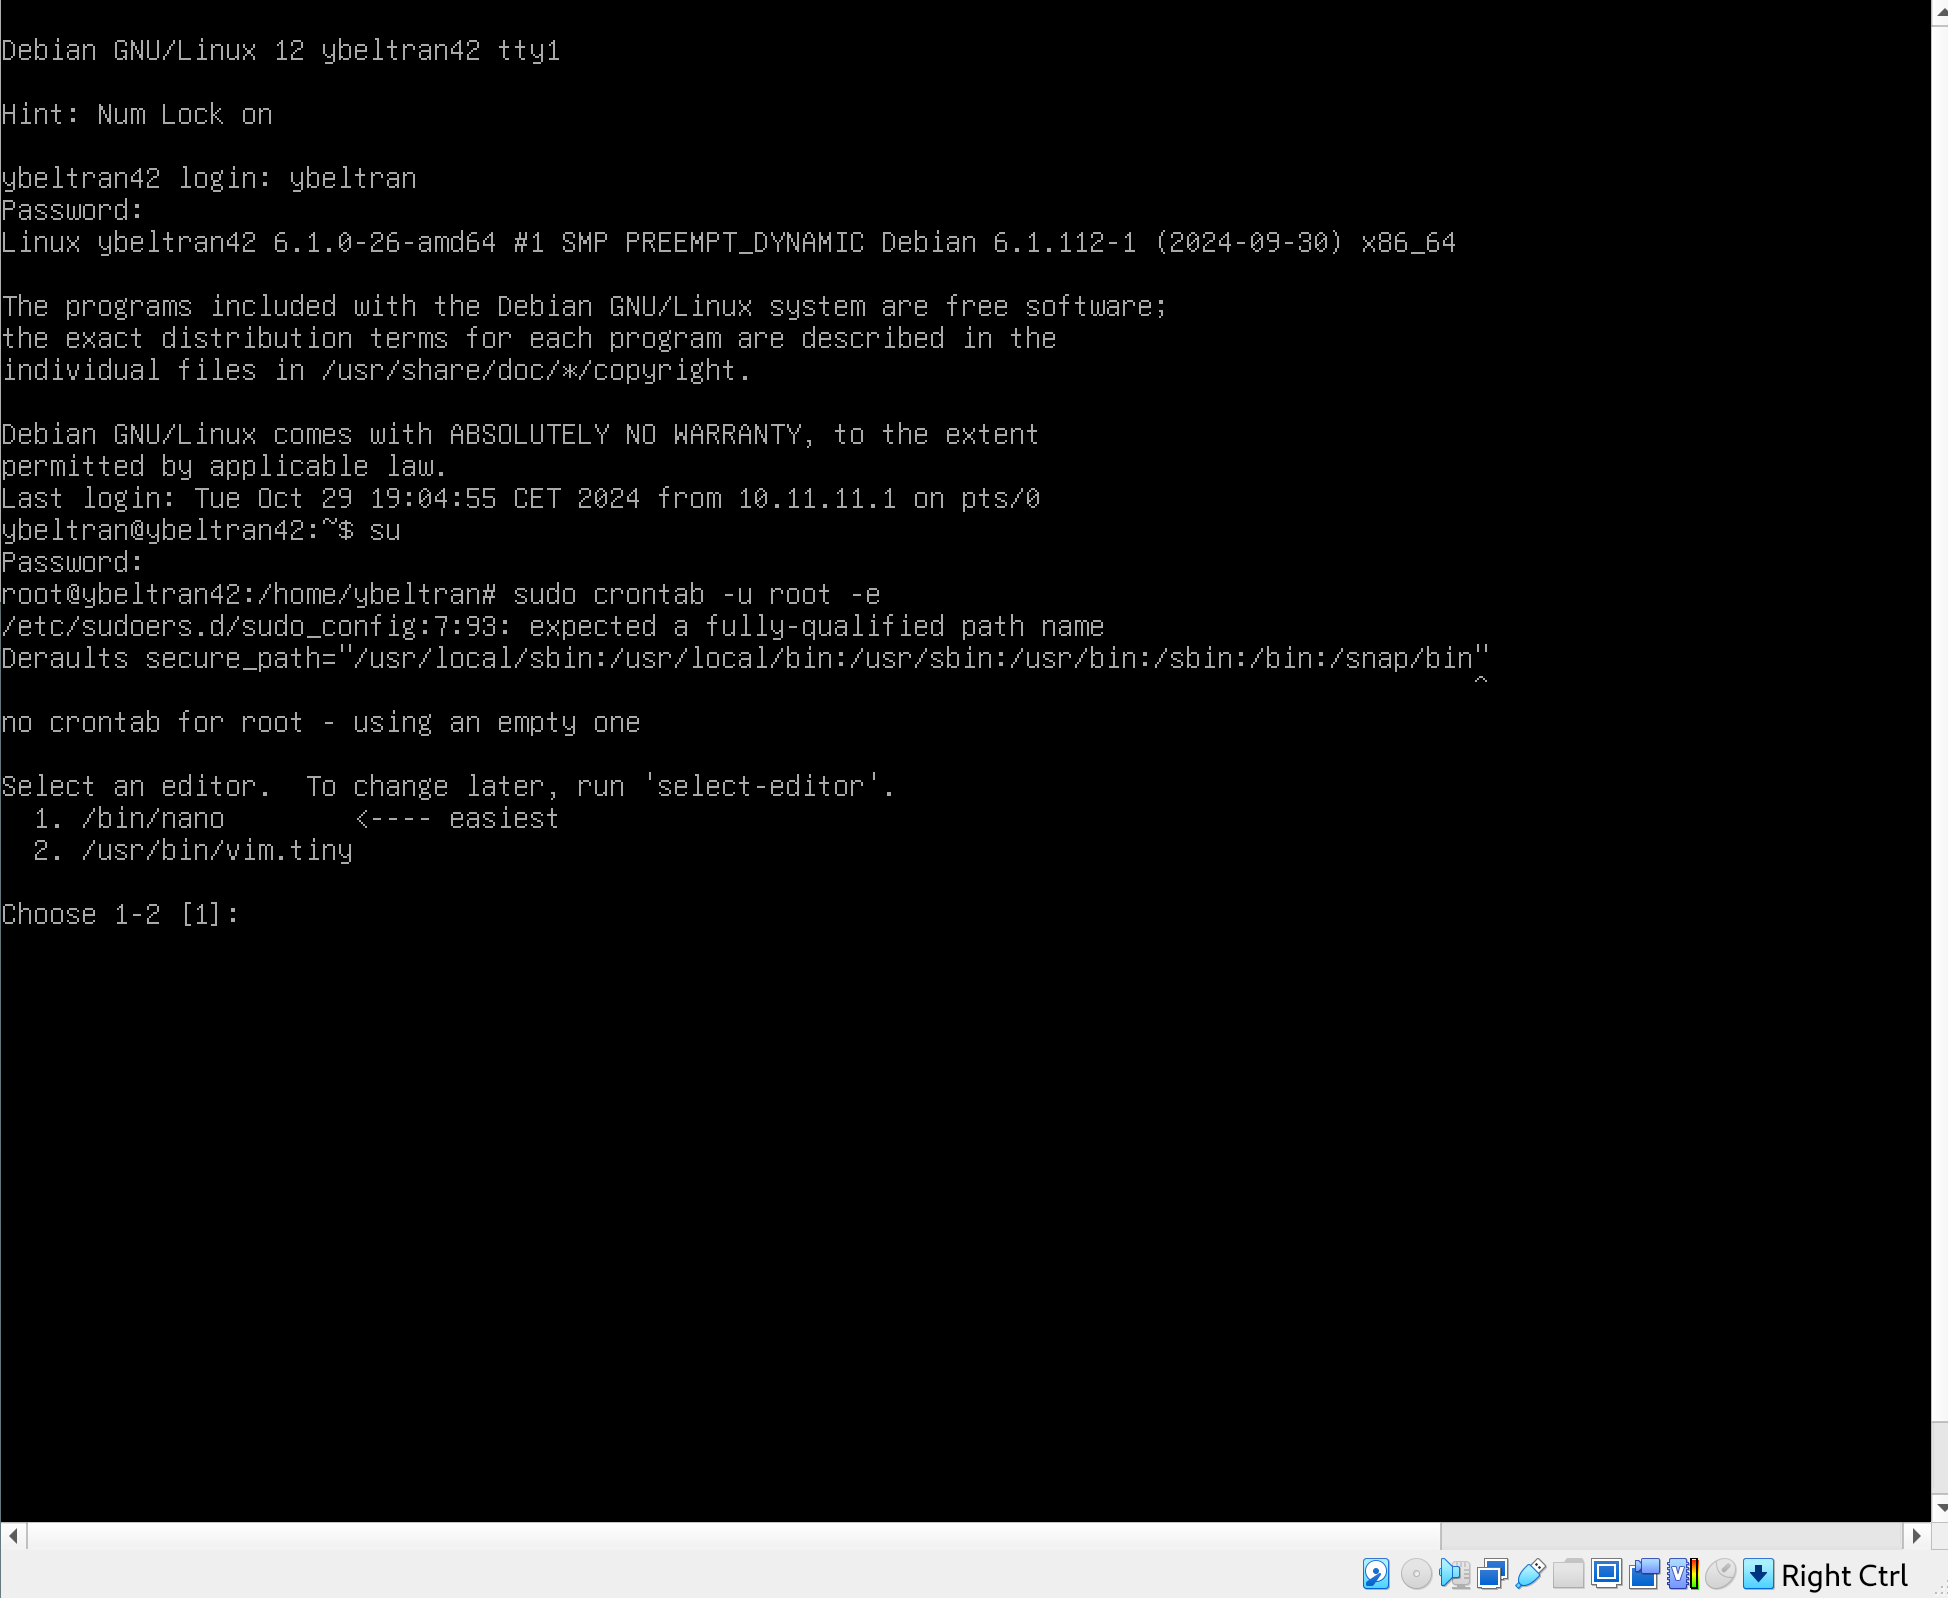 Debian GNU/Linux 12 ybeltran42 tty1
Hint: Num Lock on
ybeltran42 login: ybeltran
Password:
Linux ybeltran42 6.1.0-26-amd64 #1 SMP PREEMPT_DYNAMIC Debian 6.1.112-1 (2024-09-30) x86_64
The programs included with the Debian GNU/Linux system are free software;
the exact distribution terms for each program are described in the
individual files in /usr/share/doc/*/copyright.
Debian GNU/Linux comes with ABSOLUTELY NO WARRANTY, to the extent
permitted by applicable law.
Last login: Tue Oct 29 19:04:55 CET 2024 from 10.11.11.1 on pts/0
ybeltran@ybeltran42:~$ su
Password:
root@ybeltran42:/home/ybeltran# sudo crontab -u root -e
/etc/sudoers.d/sudo_config:7:93: expected a fully-qualified path name
Deraults secure_path="/usr/local/sbin:/usr/local/bin:/usr/sbin:/usr/bin:/sbin:/bin:/snap/bin"
^
no crontab for root - using an empty one
Select an editor.  To change later, run 'select-editor'.
  1. /bin/nano        <---- easiest
  2. /usr/bin/vim.tiny
Choose 1-2 [1]:
Right Ctrl